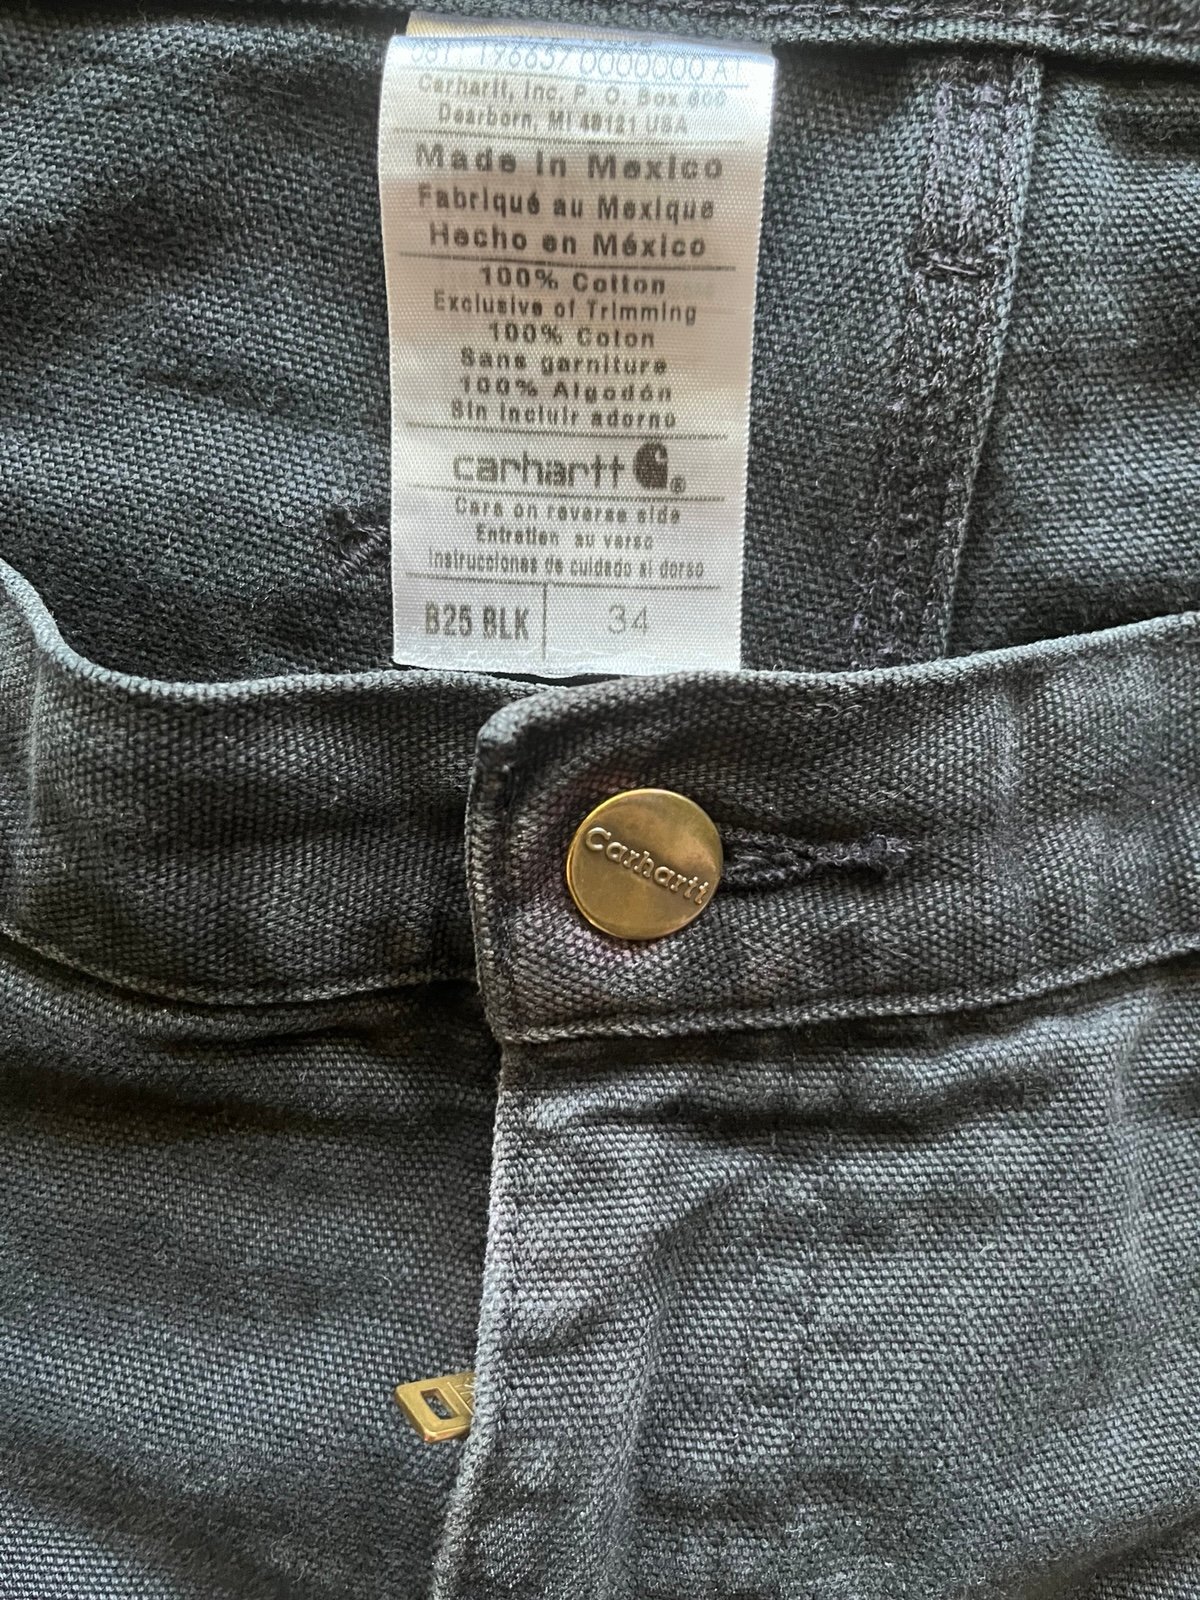 Carhartt, Inc. P. O. Box 600
Dearborn, MI 48121 USA
Made in Mexico
Fabriqué au Mexique
Hecho en México
100% Cotton
Exclusive of Trimming
100% Coton
Sans garniture
100% Algodón
Sin incluir adorno
carhartt ®
Care on reverse side
Entretien au verso
Instrucciones de cuidado al dorso
B25 BLK 34
Carhartt